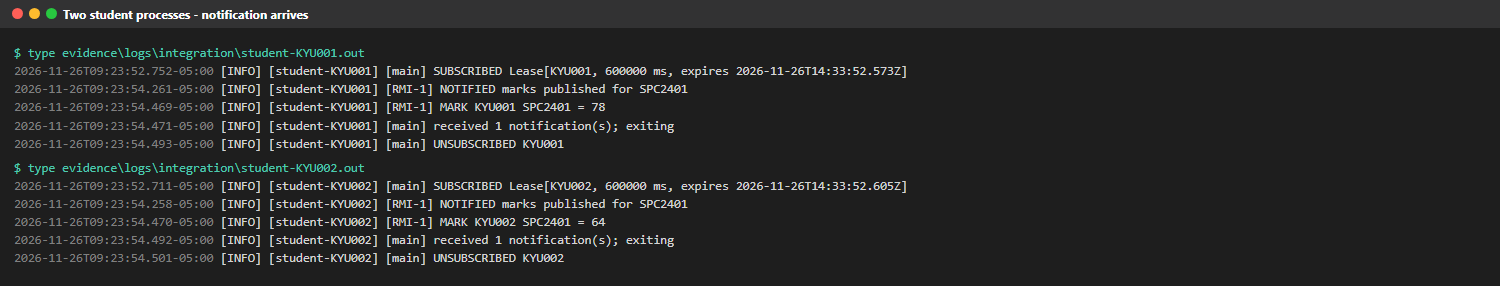 Two student processes - notification arrives
$ type evidence\logs\integration\student-KYU001.out
2026-11-26T09:23:52.752-05:00 [INFO] [student-KYU001] [main] SUBSCRIBED Lease[KYU001, 600000 ms, expires 2026-11-26T14:33:52.573Z]
2026-11-26T09:23:54.261-05:00 [INFO] [student-KYU001] [RMI-1] NOTIFIED marks published for SPC2401
2026-11-26T09:23:54.469-05:00 [INFO] [student-KYU001] [RMI-1] MARK KYU001 SPC2401 = 78
2026-11-26T09:23:54.471-05:00 [INFO] [student-KYU001] [main] received 1 notification(s); exiting
2026-11-26T09:23:54.493-05:00 [INFO] [student-KYU001] [main] UNSUBSCRIBED KYU001
$ type evidence\logs\integration\student-KYU002.out
2026-11-26T09:23:52.711-05:00 [INFO] [student-KYU002] [main] SUBSCRIBED Lease[KYU002, 600000 ms, expires 2026-11-26T14:33:52.605Z]
2026-11-26T09:23:54.258-05:00 [INFO] [student-KYU002] [RMI-1] NOTIFIED marks published for SPC2401
2026-11-26T09:23:54.470-05:00 [INFO] [student-KYU002] [RMI-1] MARK KYU002 SPC2401 = 64
2026-11-26T09:23:54.492-05:00 [INFO] [student-KYU002] [main] received 1 notification(s); exiting
2026-11-26T09:23:54.501-05:00 [INFO] [student-KYU002] [main] UNSUBSCRIBED KYU002